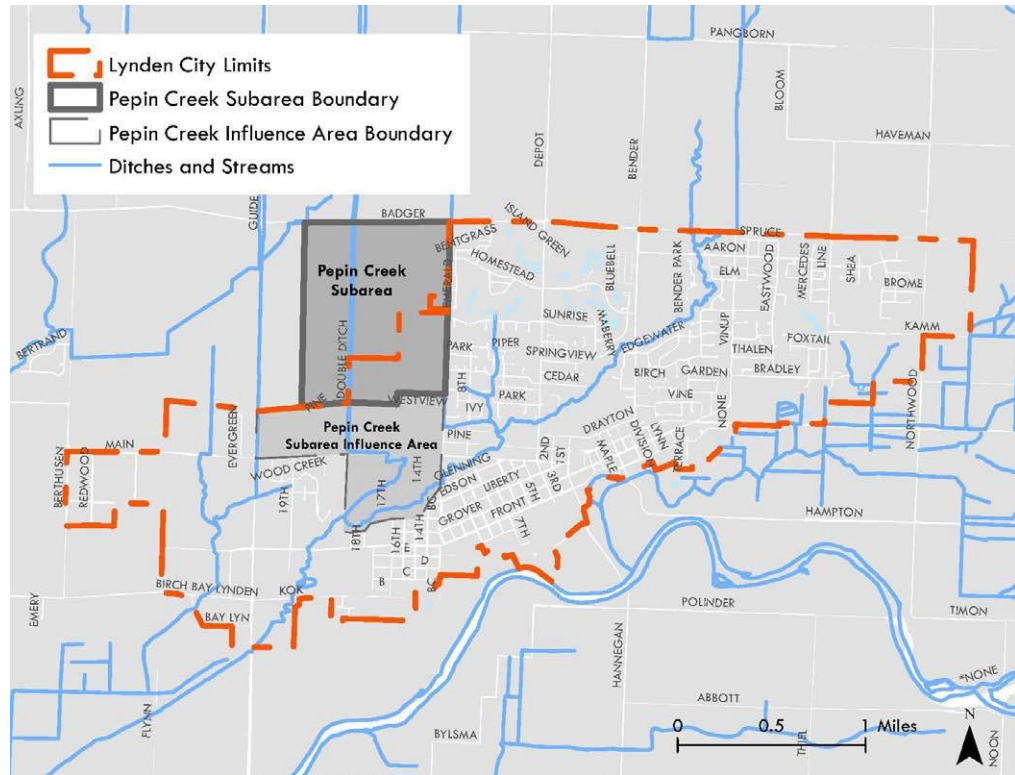 Lynden City Limits
Pepin Creek Subarea Boundary
Pepin Creek Influence Area Boundary
Ditches and Streams
PANGBORN
AXLING
BLOOM
HAVEMAN
DEPOT
BENDER
GUIDE
BADGER
ISLAND GREEN
SPRUCE
BENTGRASS
AARON
ELM
EASTWOOD
MERCEDES
LINE
SHEA
BROME
Pepin Creek
Subarea
EMERALD
HOMESTEAD
BLUEBELL
BENDER PARK
SUNRISE
MABERRY
EDGEWATER
KAMM
BERTRAND
DOUBLE DITCH
PARK
PIPER
SPRINGVIEW
VINUP
THALEN
FOXTAIL
CEDAR
BIRCH
GARDEN
BRADLEY
8TH
PINE
WESTVIEW
IVY
PARK
VINE
NONE
NORTHWOOD
Pepin Creek
Subarea Influence Area
PINE
DRAYTON
EVERGREEN
MAIN
BERTHUSEN
REDWOOD
WOOD CREEK
19TH
17TH
14TH
GLENNING
EDSON
BG
LIBERTY
2ND
1ST
3RD
MAPLE
DIVISION
LYNN
TERRACE
GROVER
FRONT
5TH
7TH
HAMPTON
18TH
16TH
14TH
E
D
C
B
BG
BIRCH BAY LYNDEN
KOK
EMERY
BAY LYN
POLINDER
TIMON
HANNEGAN
*NONE
ABBOTT
FLYNN
BYLSMA
0 0.5 1 Miles
N
NOON